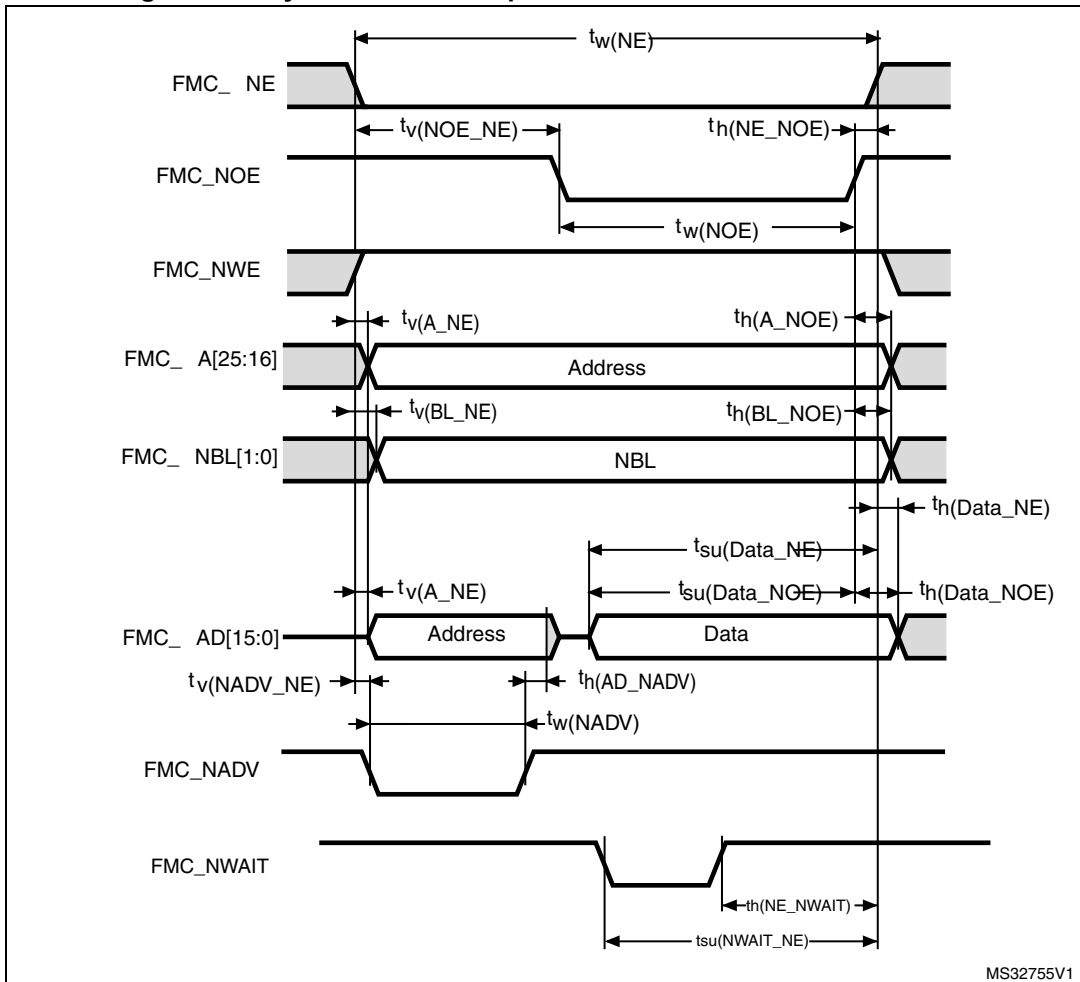 tw(NE)
FMC_ NE
tv(NOE_NE)
th(NE_NOE)
FMC_NOE
tw(NOE)
FMC_NWE
tv(A_NE)
th(A_NOE)
FMC_ A[25:16]
Address
tv(BL_NE)
th(BL_NOE)
FMC_ NBL[1:0]
NBL
th(Data_NE)
tsu(Data_NE)
tv(A_NE)
tsu(Data_NOE)
th(Data_NOE)
FMC_ AD[15:0]
Address
Data
tv(NADV_NE)
th(AD_NADV)
tw(NADV)
FMC_NADV
FMC_NWAIT
th(NE_NWAIT)
tsu(NWAIT_NE)
MS32755V1